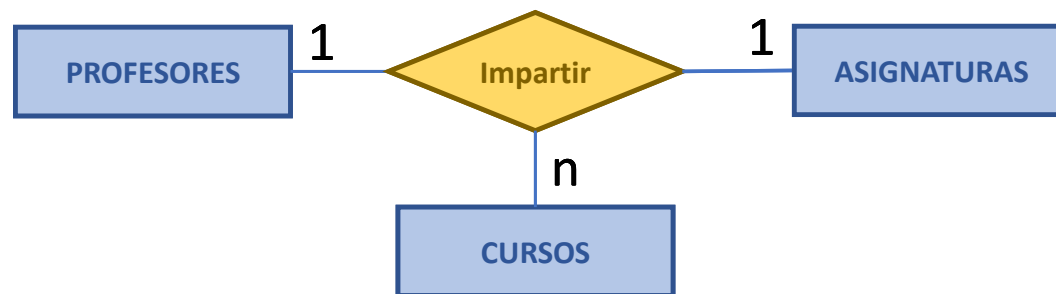 PROFESORES
1
Impartir
1
ASIGNATURAS
n
CURSOS